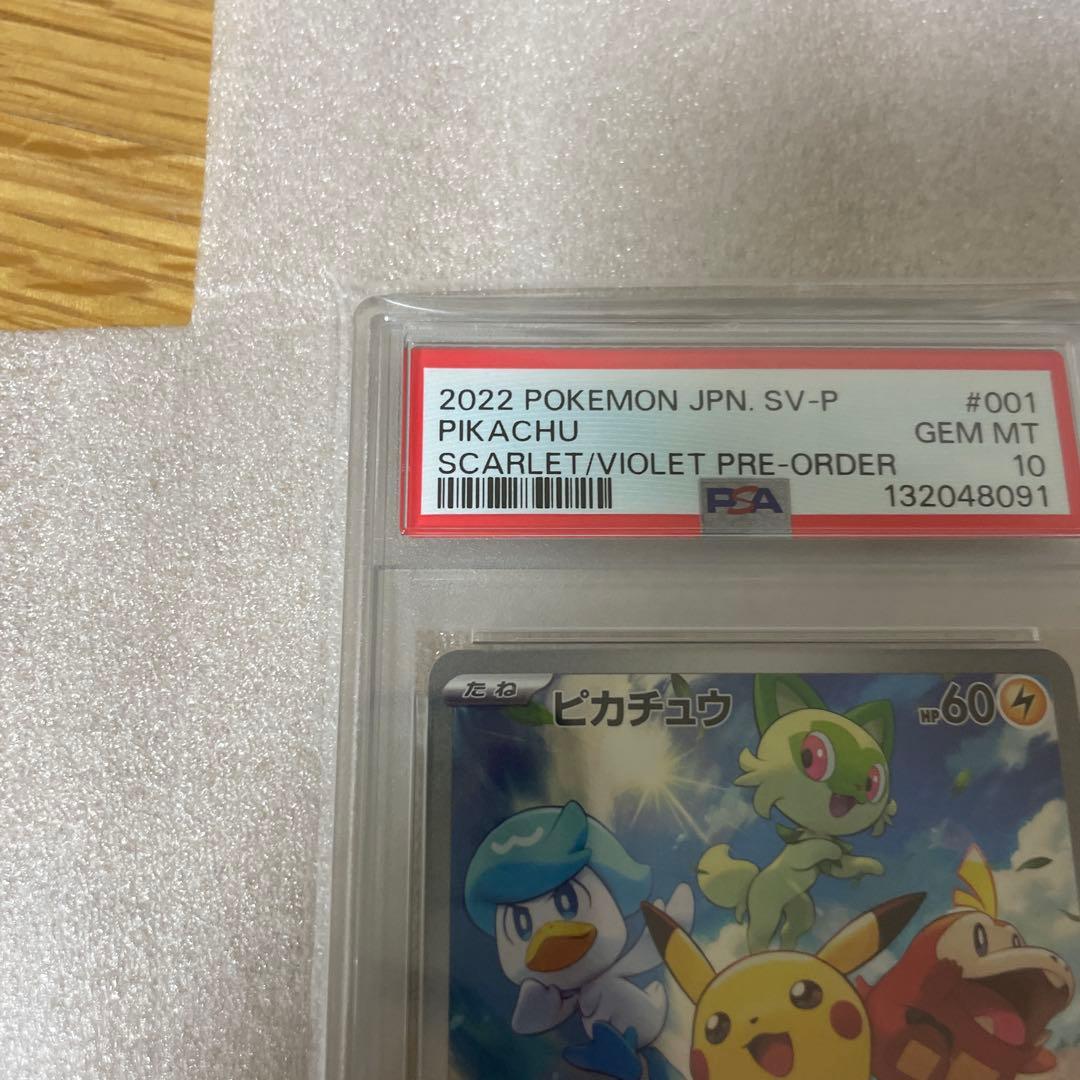 2022 POKEMON JPN. SV-P #001
PIKACHU GEM MT
SCARLET/VIOLET PRE-ORDER 10
PSA 132048091
たね ピカチュウ HP60